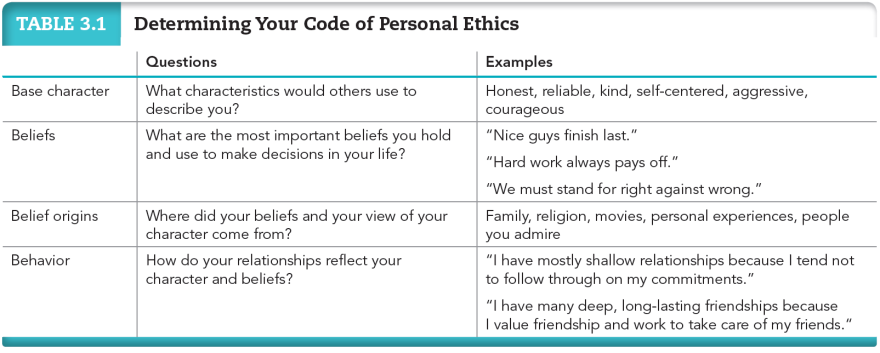 TABLE 3.1 Determining Your Code of Personal Ethics
Questions Examples
Base character What characteristics would others use to describe you? Honest, reliable, kind, self-centered, aggressive, courageous
Beliefs What are the most important beliefs you hold and use to make decisions in your life? “Nice guys finish last.”
“Hard work always pays off.”
“We must stand for right against wrong.”
Belief origins Where did your beliefs and your view of your character come from? Family, religion, movies, personal experiences, people you admire
Behavior How do your relationships reflect your character and beliefs? “I have mostly shallow relationships because I tend not to follow through on my commitments.”
“I have many deep, long-lasting friendships because I value friendship and work to take care of my friends.“